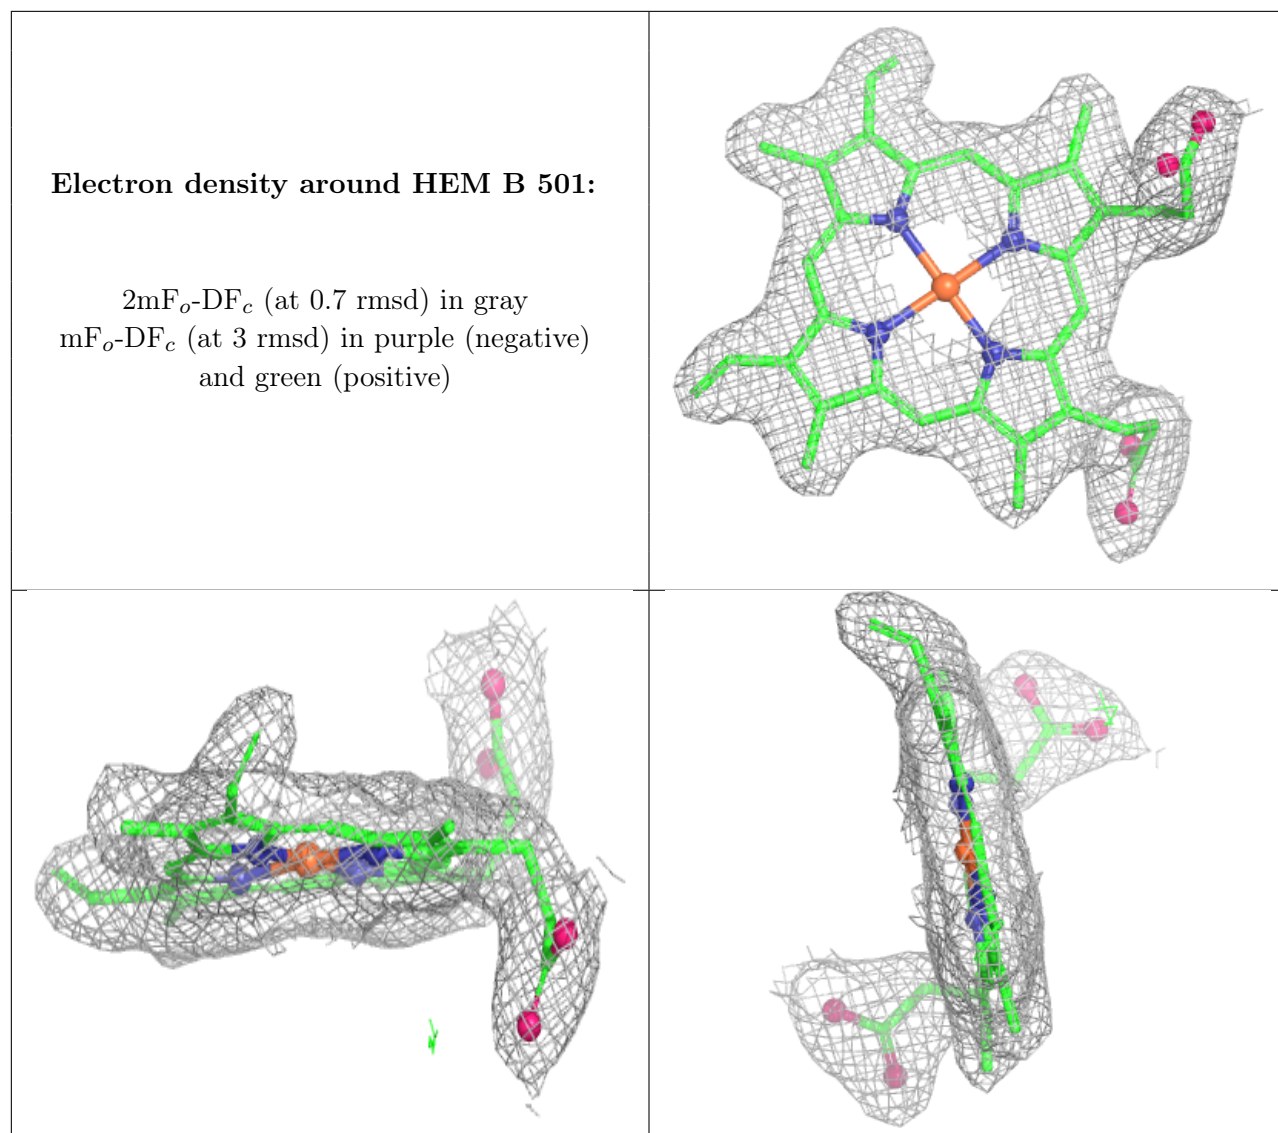 Electron density around HEM B 501:
2mFo-DFc (at 0.7 rmsd) in gray
mFo-DFc (at 3 rmsd) in purple (negative)
and green (positive)